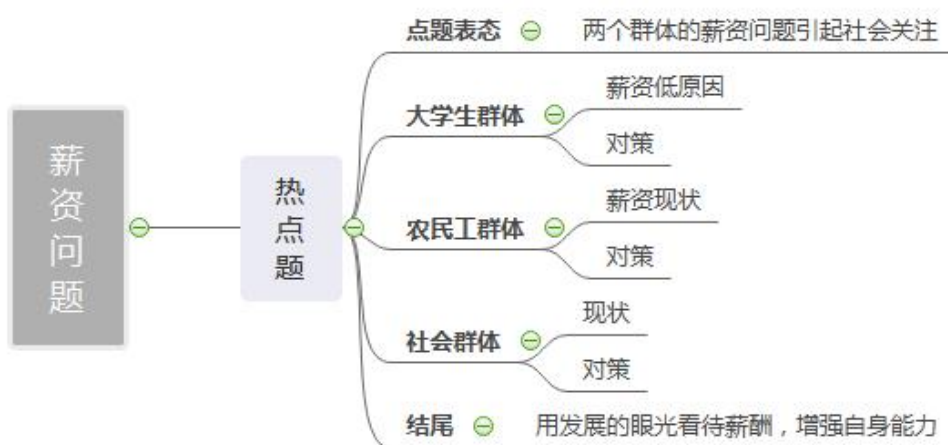 薪资问题
热点题
点题表态
两个群体的薪资问题引起社会关注
大学生群体
薪资低原因
对策
农民工群体
薪资现状
对策
社会群体
现状
对策
结尾
用发展的眼光看待薪酬，增强自身能力